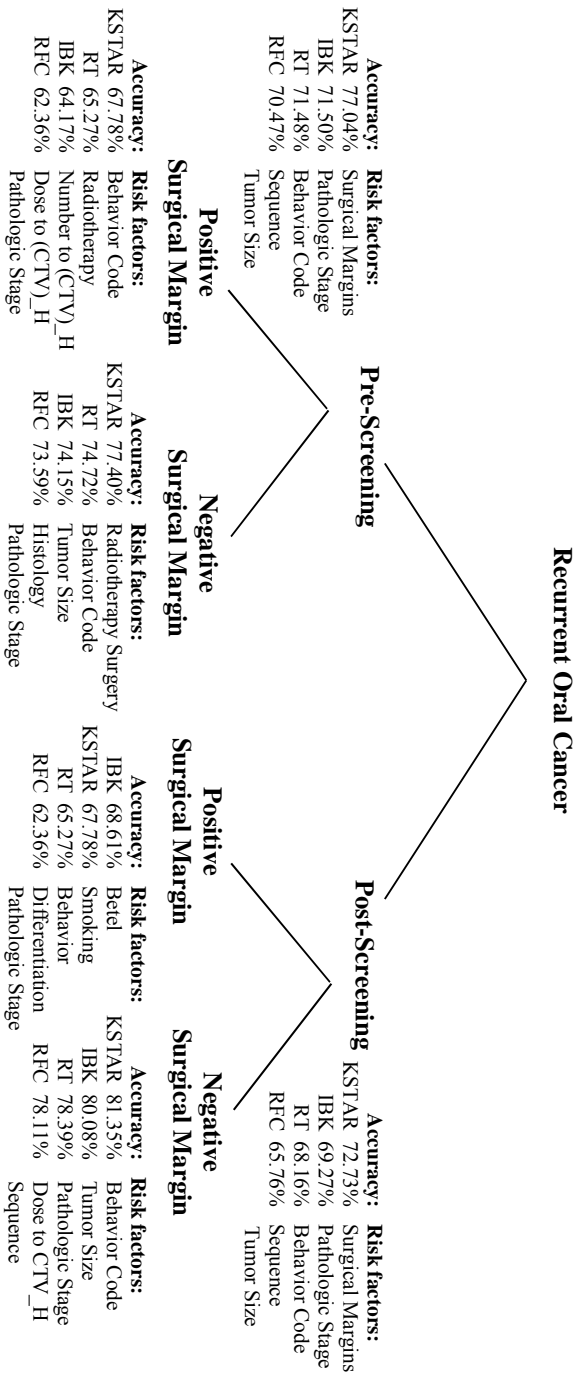 Recurrent Oral Cancer
Pre-Screening
Accuracy: Risk factors:
KSTAR 77.04% Surgical Margins
IBK 71.50% Pathologic Stage
RT 71.48% Behavior Code
RFC 70.47% Sequence
Tumor Size
Post-Screening
Accuracy: Risk factors:
KSTAR 72.73% Surgical Margins
IBK 69.27% Pathologic Stage
RT 68.16% Behavior Code
RFC 65.76% Sequence
Tumor Size
Positive
Surgical Margin
Accuracy: Risk factors:
KSTAR 67.78% Behavior Code
RT 65.27% Radiotherapy
IBK 64.17% Number to (CTV)_H
RFC 62.36% Dose to (CTV)_H
Pathologic Stage
Negative
Surgical Margin
Accuracy: Risk factors:
KSTAR 77.40% Radiotherapy Surgery
RT 74.72% Behavior Code
IBK 74.15% Tumor Size
RFC 73.59% Histology
Pathologic Stage
Positive
Surgical Margin
Accuracy: Risk factors:
IBK 68.61% Betel
KSTAR 67.78% Smoking
RT 65.27% Behavior
RFC 62.36% Differentiation
Pathologic Stage
Negative
Surgical Margin
Accuracy: Risk factors:
KSTAR 81.35% Behavior Code
IBK 80.08% Tumor Size
RT 78.39% Pathologic Stage
RFC 78.11% Dose to CTV_H
Sequence